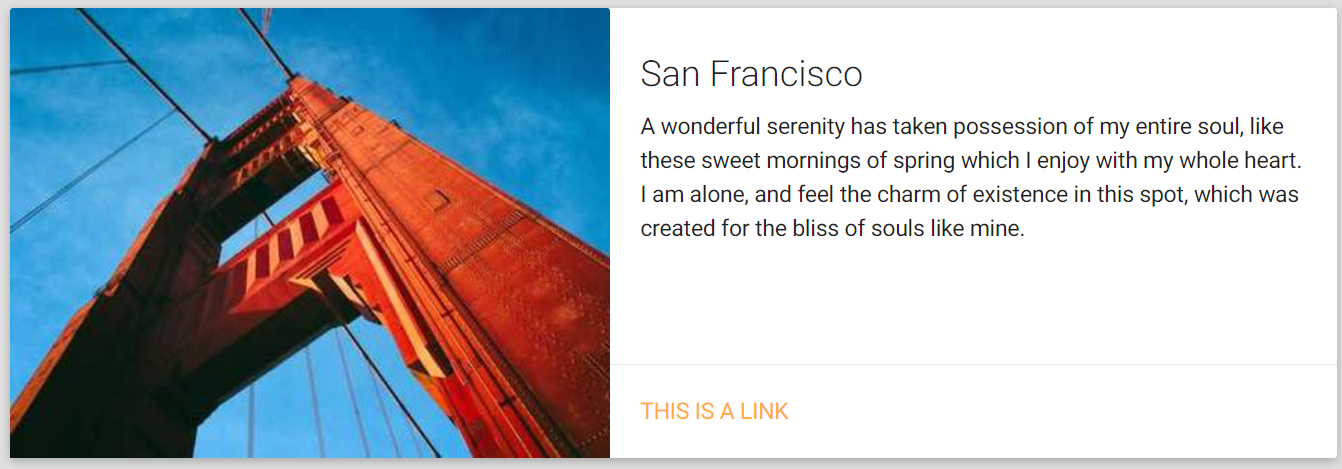 San Francisco
A wonderful serenity has taken possession of my entire soul, like
these sweet mornings of spring which I enjoy with my whole heart.
I am alone, and feel the charm of existence in this spot, which was
created for the bliss of souls like mine.
THIS IS A LINK